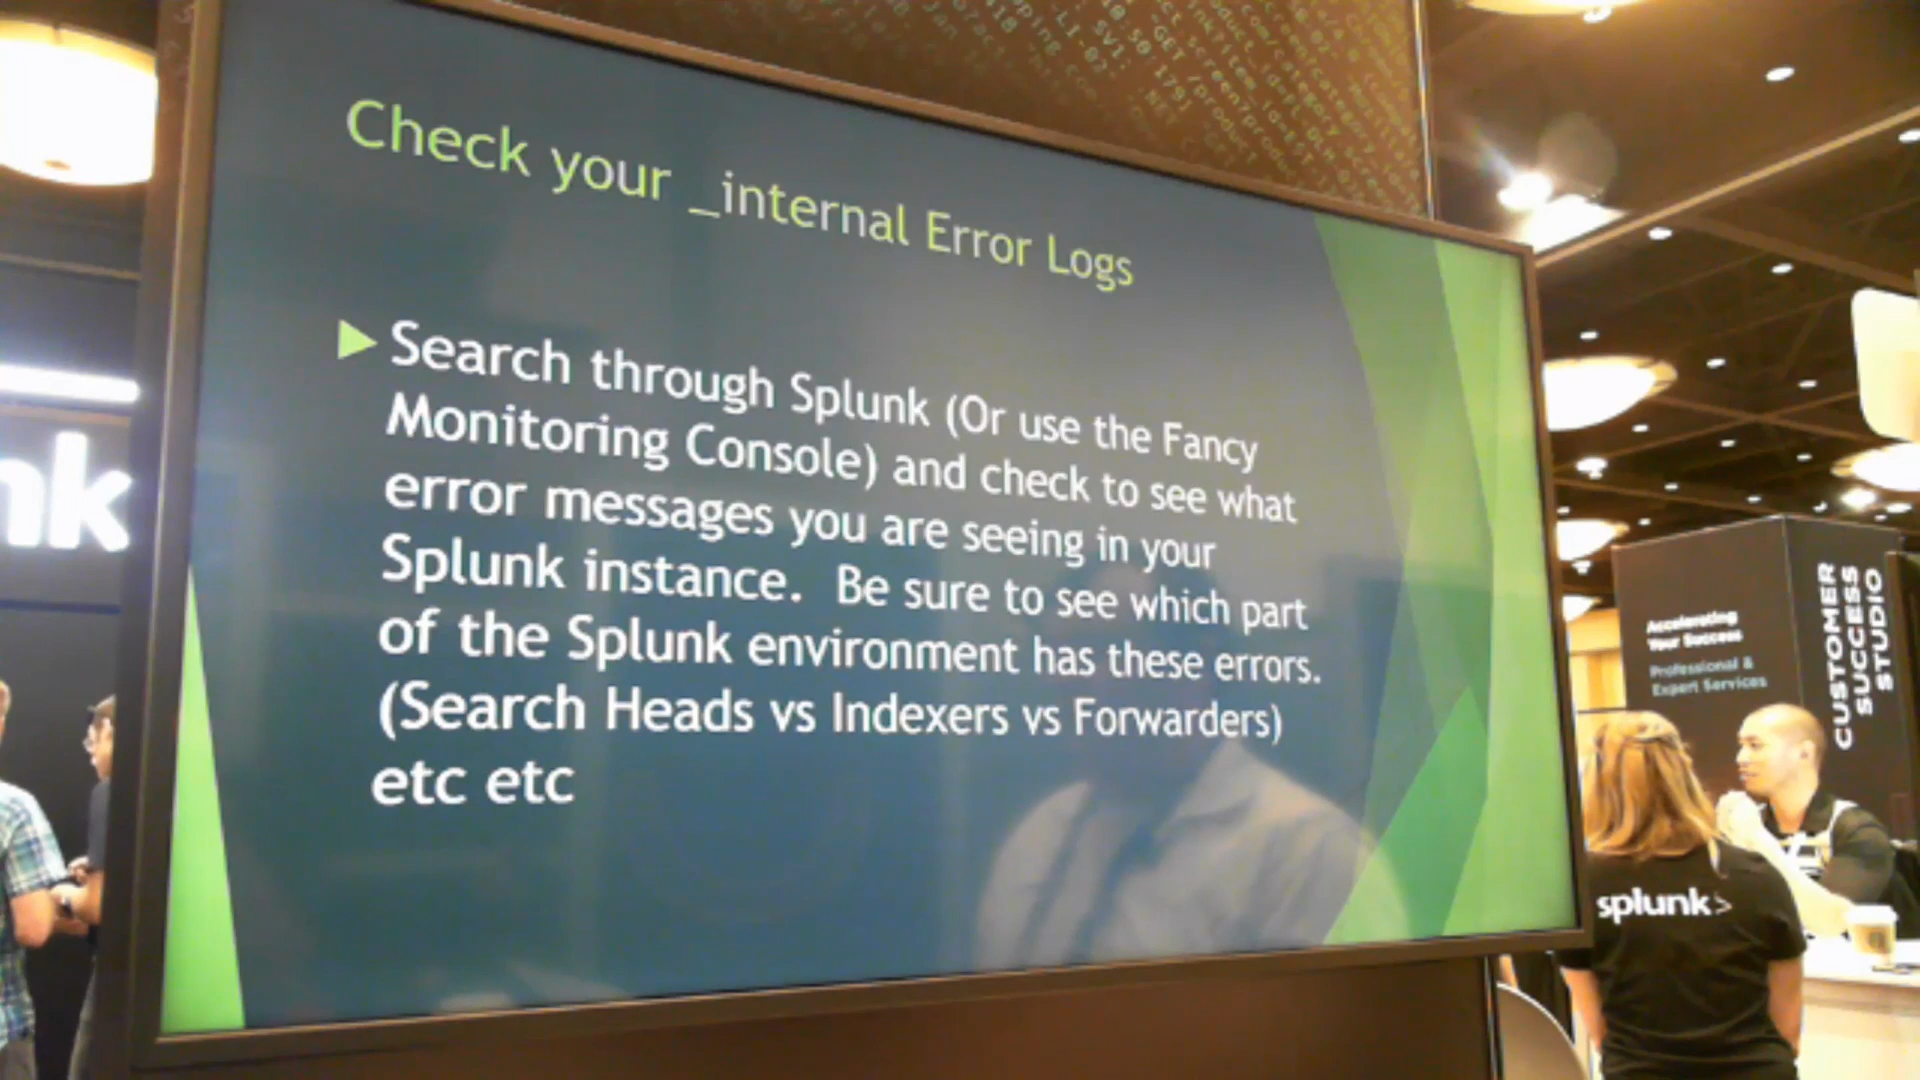 Check your _internal Error Logs
Search through Splunk (Or use the Fancy
Monitoring Console) and check to see what
error messages you are seeing in your
Splunk instance. Be sure to see which part
of the Splunk environment has these errors.
(Search Heads vs Indexers vs Forwarders)
etc etc
nk
Accelerating
Your Success
Professional &
Expert Services
CUSTOMER
SUCCESS
STUDIO
splunk>